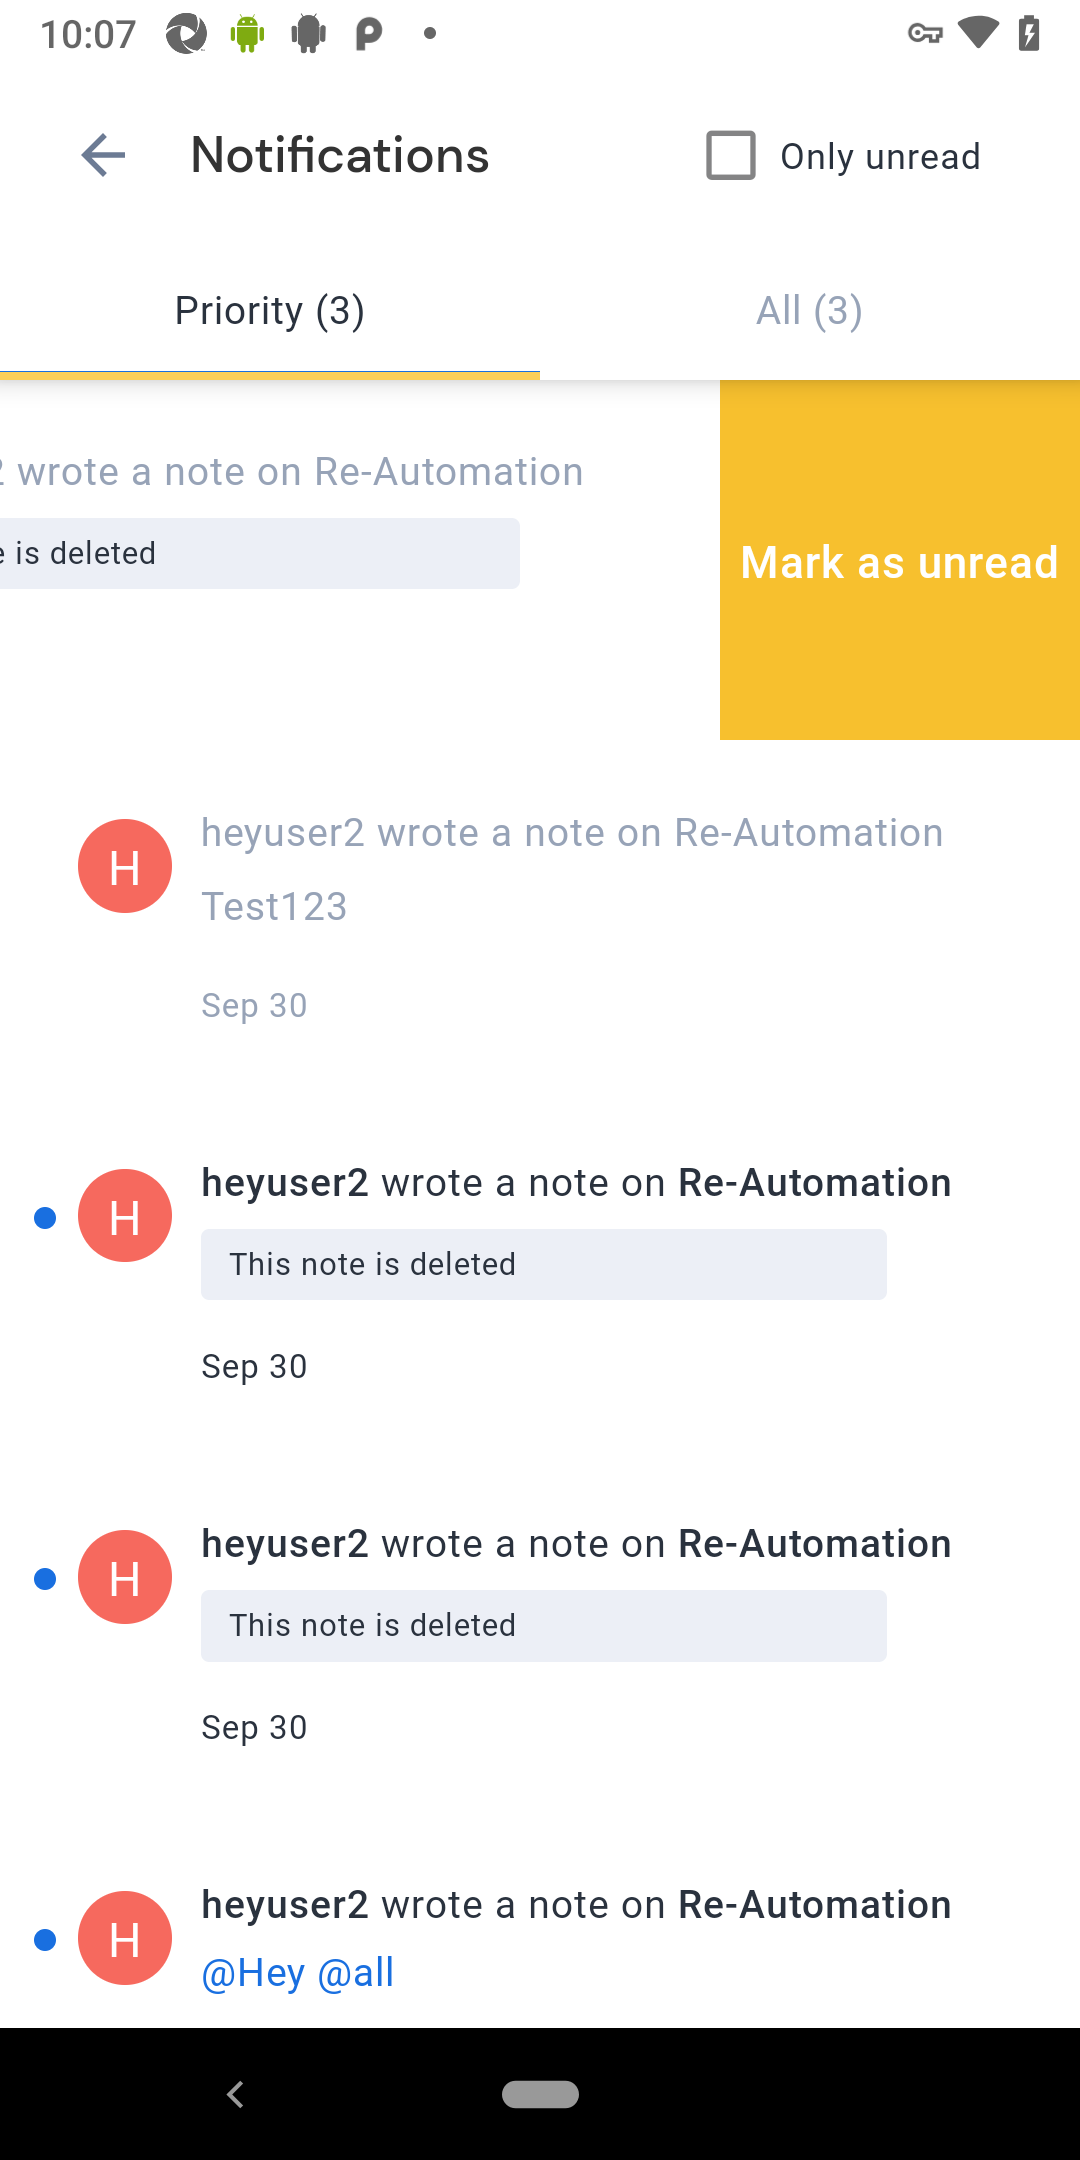 10:07
Notifications
Only unread
Priority (3)
All (3)
2 wrote a note on Re-Automation
e is deleted
Mark as unread
H
heyuser2 wrote a note on Re-Automation
Test123
Sep 30
H
heyuser2 wrote a note on Re-Automation
This note is deleted
Sep 30
H
heyuser2 wrote a note on Re-Automation
This note is deleted
Sep 30
H
heyuser2 wrote a note on Re-Automation
@Hey @all